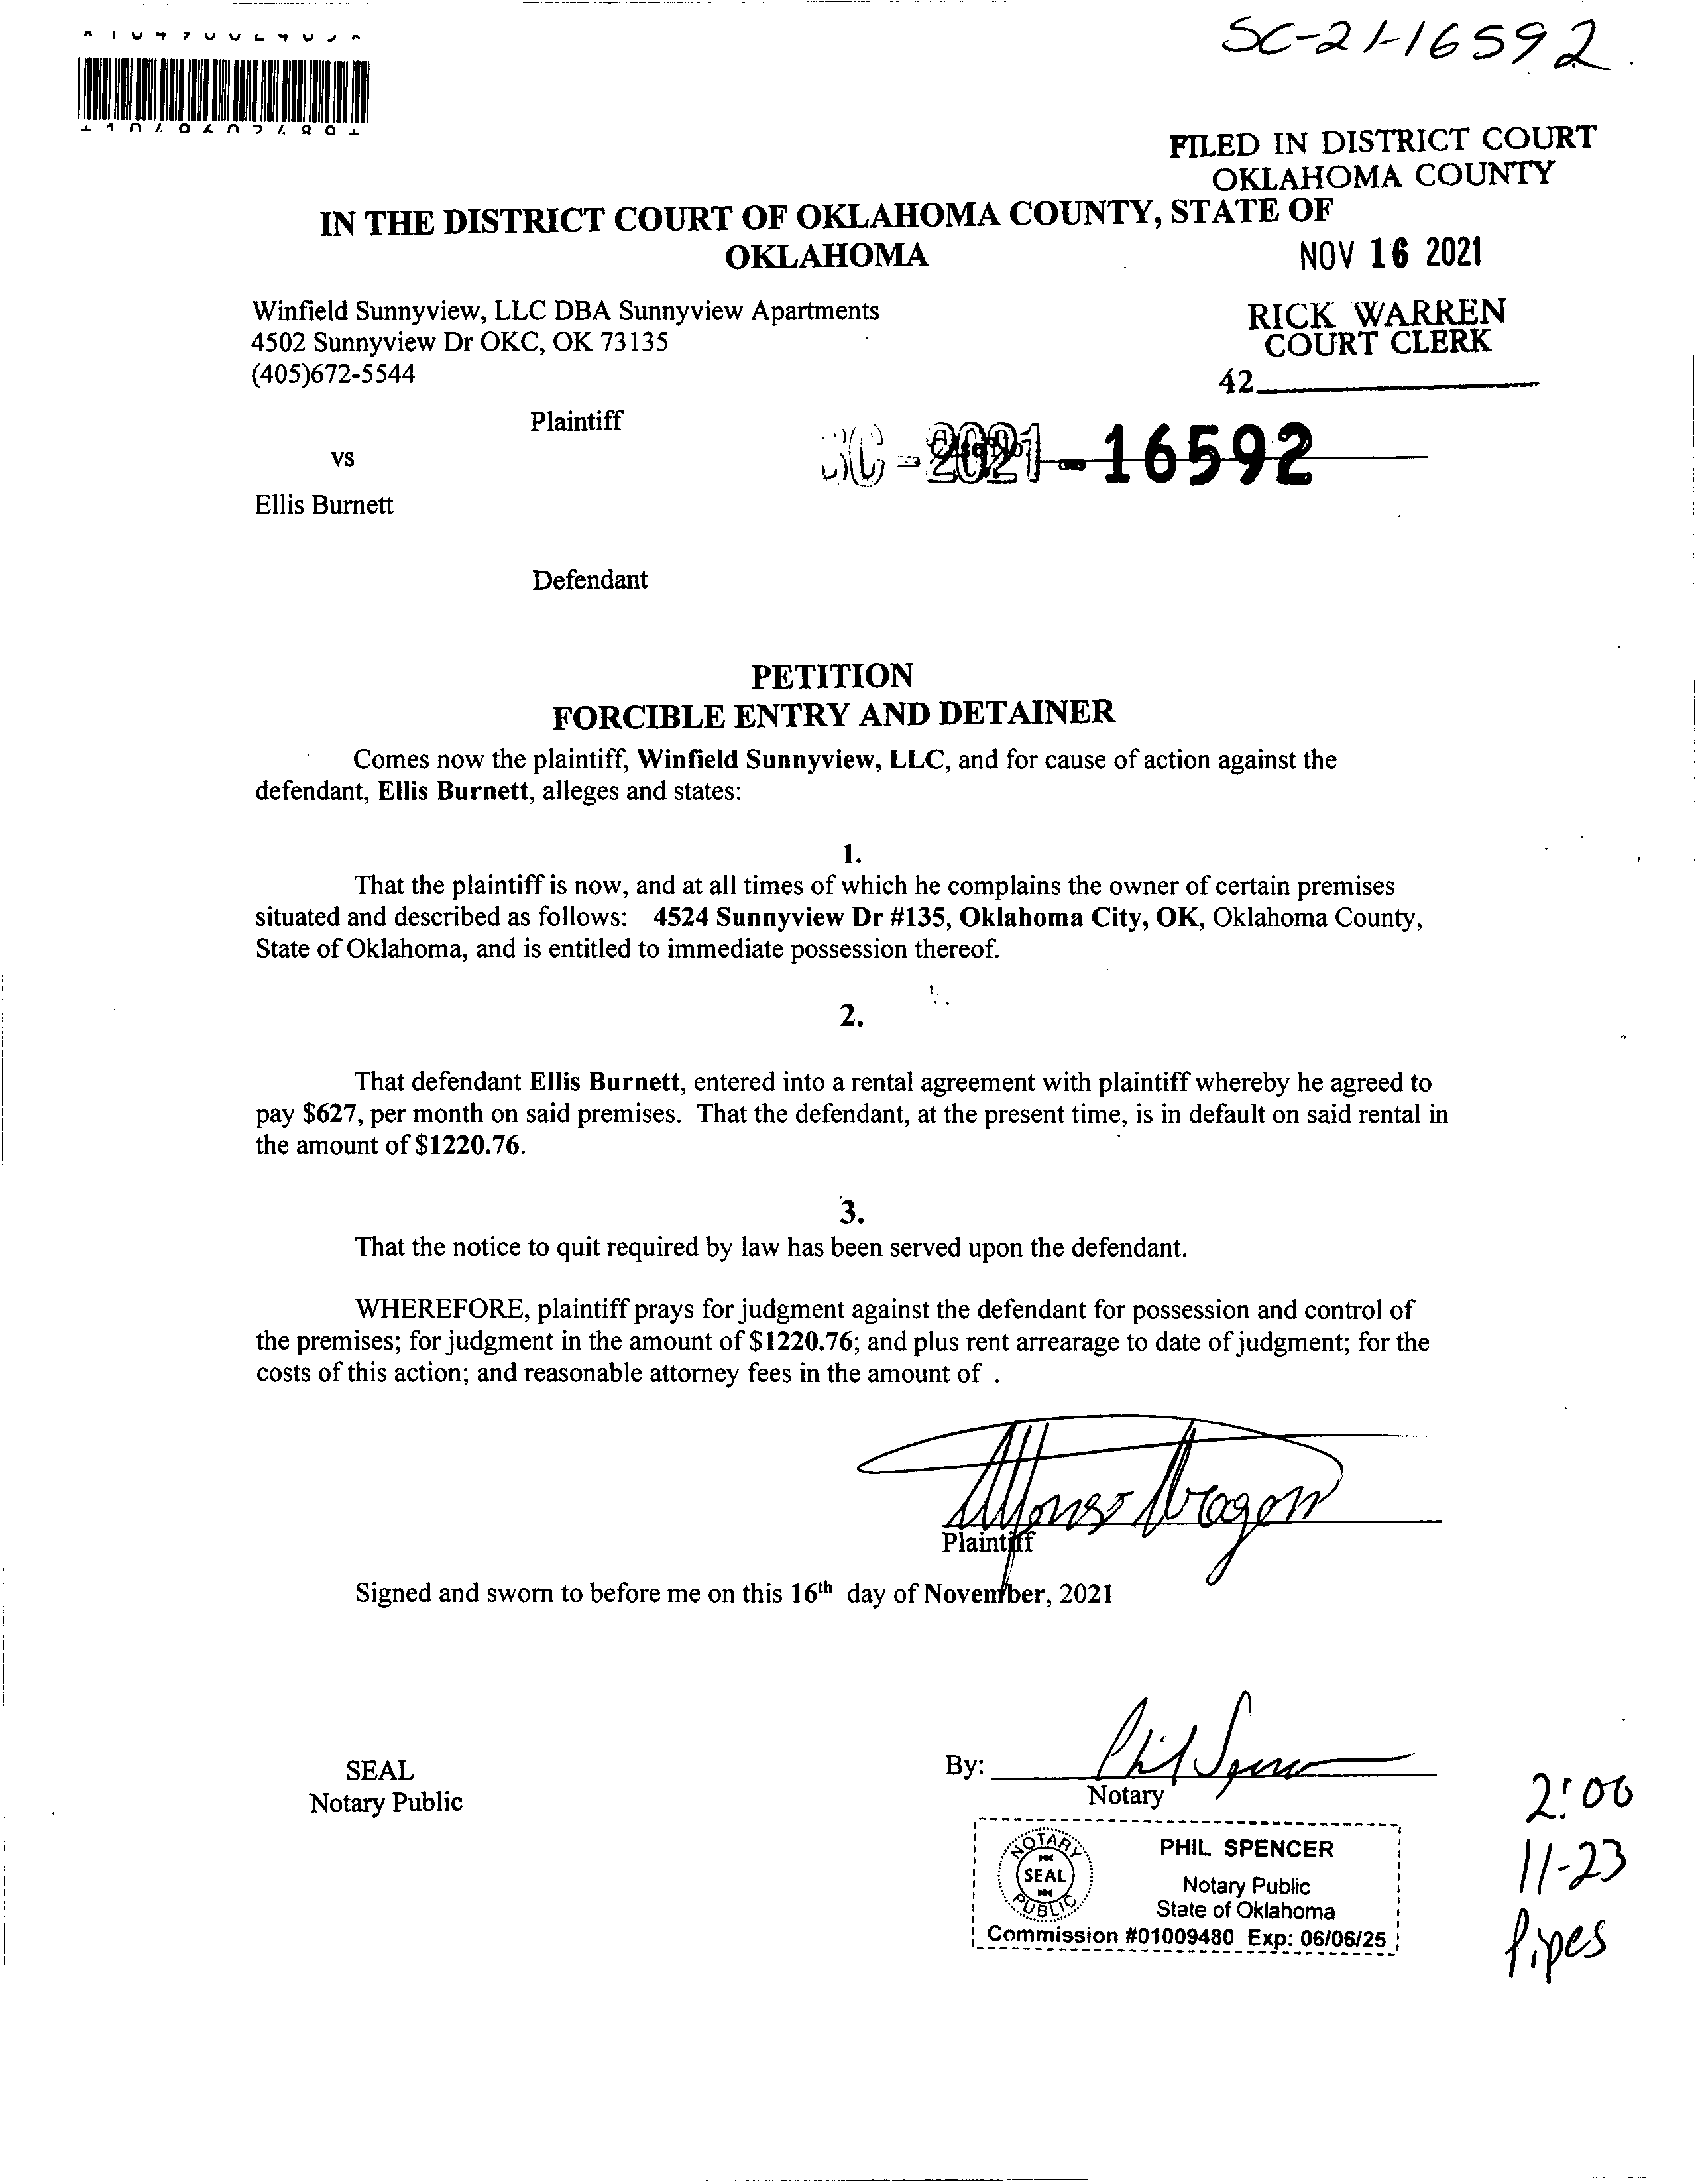 SC-21-16592
FILED IN DISTRICT COURT
OKLAHOMA COUNTY
IN THE DISTRICT COURT OF OKLAHOMA COUNTY, STATE OF
OKLAHOMA
NOV 16 2021
Winfield Sunnyview, LLC DBA Sunnyview Apartments
4502 Sunnyview Dr OKC, OK 73135
(405)672-5544
RICK WARREN
COURT CLERK
42
Plaintiff
SC-2021-16592
vs
Ellis Burnett
Defendant
PETITION
FORCIBLE ENTRY AND DETAINER
Comes now the plaintiff, Winfield Sunnyview, LLC, and for cause of action against the
defendant, Ellis Burnett, alleges and states:
1.
That the plaintiff is now, and at all times of which he complains the owner of certain premises
situated and described as follows: 4524 Sunnyview Dr #135, Oklahoma City, OK, Oklahoma County,
State of Oklahoma, and is entitled to immediate possession thereof.
2.
That defendant Ellis Burnett, entered into a rental agreement with plaintiff whereby he agreed to
pay $627, per month on said premises. That the defendant, at the present time, is in default on said rental in
the amount of $1220.76.
3.
That the notice to quit required by law has been served upon the defendant.
WHEREFORE, plaintiff prays for judgment against the defendant for possession and control of
the premises; for judgment in the amount of $1220.76; and plus rent arrearage to date of judgment; for the
costs of this action; and reasonable attorney fees in the amount of .
Alfonso Aragon
Plaintiff
Signed and sworn to before me on this 16th day of November, 2021
Phil Spencer
SEAL
By:
Notary Public
Notary
NOTARY
SEAL
PUBLIC
PHIL SPENCER
Notary Public
State of Oklahoma
Commission #01009480 Exp: 06/06/25
2:00
11-23
Pipes